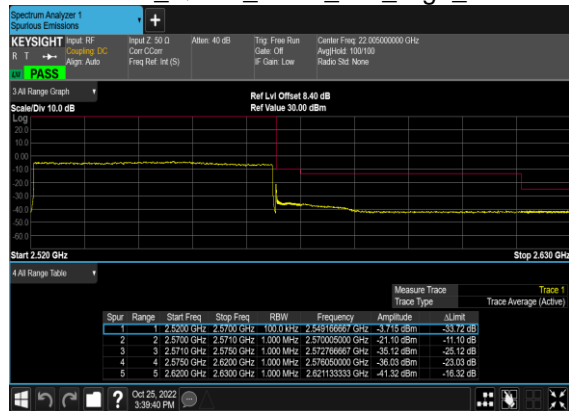 Spectrum Analyzer 1
Spurious Emissions
+
KEYSIGHT Input: RF Input Z: 50 Ω Atten: 40 dB Trig: Free Run Center Freq: 22.005000000 GHz
R T Coupling: DC Corr CCorr Gate: Off Avg|Hold: 100/100
Align: Auto Freq Ref: Int (S) IF Gain: Low Radio Std: None
LV PASS
3 All Range Graph
Ref Lvl Offset 8.40 dB
Scale/Div 10.0 dB Ref Value 30.00 dBm
Log
20.0
10.0
0.00
-10.0
-20.0
-30.0
-40.0
-50.0
-60.0
Start 2.520 GHz Stop 2.630 GHz
4 All Range Table
Measure Trace Trace 1
Trace Type Trace Average (Active)
Spur Range Start Freq Stop Freq RBW Frequency Amplitude ΔLimit
1 1 2.5200 GHz 2.5700 GHz 100.0 kHz 2.549166667 GHz -3.715 dBm -33.72 dB
2 2 2.5700 GHz 2.5710 GHz 1.000 MHz 2.570005000 GHz -21.10 dBm -11.10 dB
3 3 2.5710 GHz 2.5750 GHz 1.000 MHz 2.572766667 GHz -35.12 dBm -25.12 dB
4 4 2.5750 GHz 2.6200 GHz 1.000 MHz 2.576050000 GHz -36.03 dBm -23.03 dB
5 5 2.6200 GHz 2.6300 GHz 1.000 MHz 2.621133333 GHz -41.32 dBm -16.32 dB
? Oct 25, 2022
3:39:40 PM